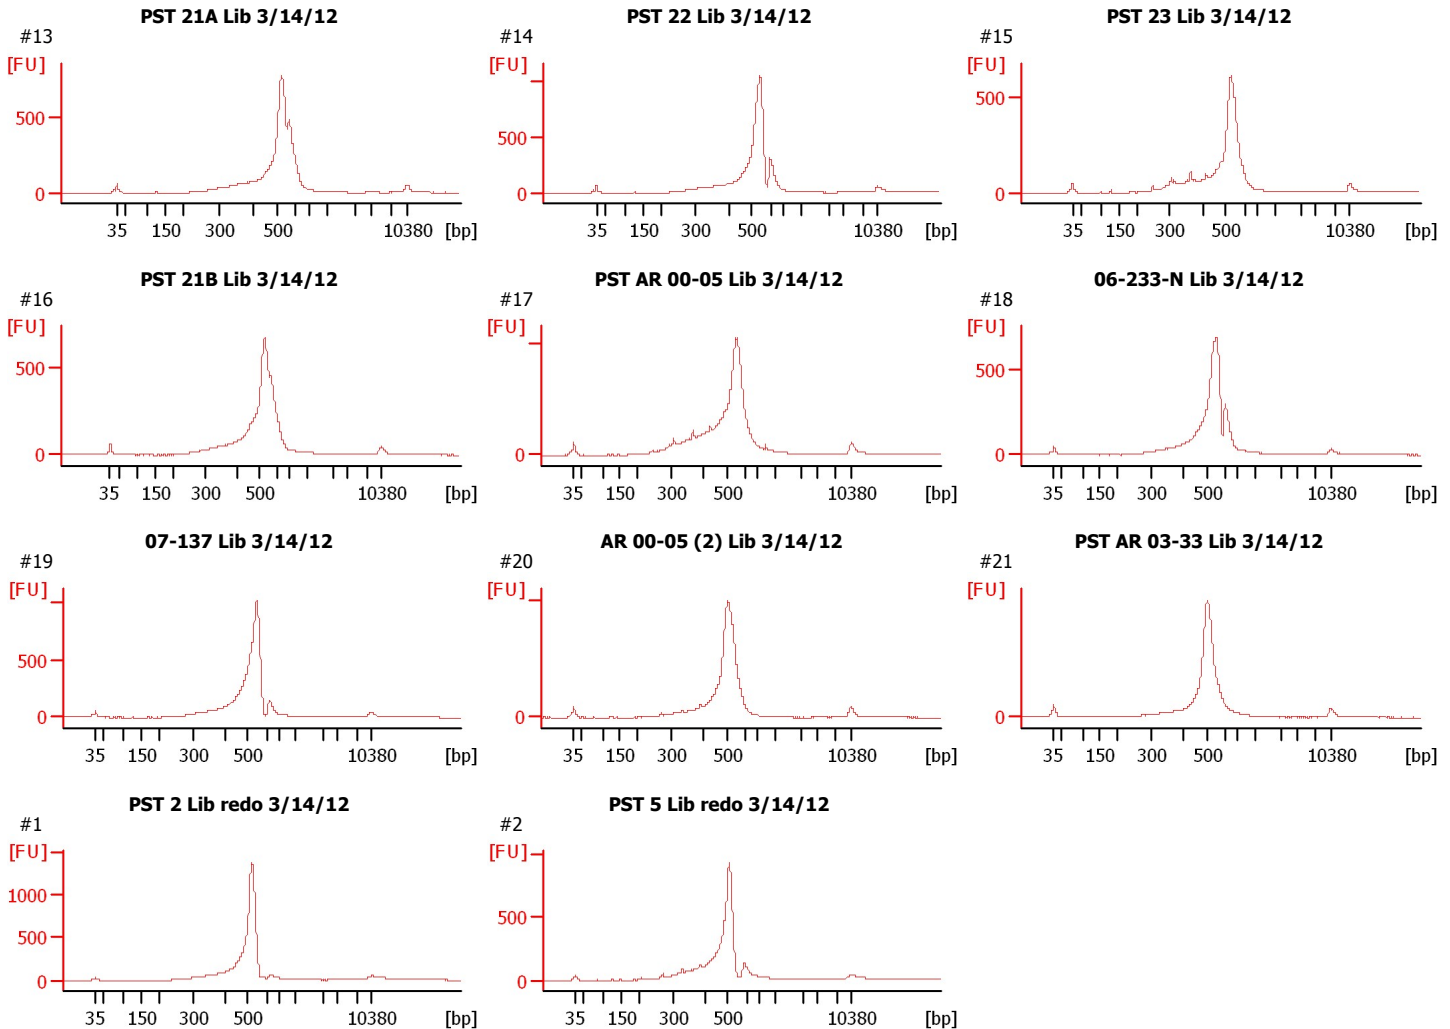 PST 21A Lib 3/14/12
#13
[FU]
500
0
35 150 300 500 10380 [bp]
PST 22 Lib 3/14/12
#14
[FU]
500
0
35 150 300 500 10380 [bp]
PST 23 Lib 3/14/12
#15
[FU]
500
0
35 150 300 500 10380 [bp]
PST 21B Lib 3/14/12
#16
[FU]
500
0
35 150 300 500 10380 [bp]
PST AR 00-05 Lib 3/14/12
#17
[FU]
0
35 150 300 500 10380 [bp]
06-233-N Lib 3/14/12
#18
[FU]
500
0
35 150 300 500 10380 [bp]
07-137 Lib 3/14/12
#19
[FU]
500
0
35 150 300 500 10380 [bp]
AR 00-05 (2) Lib 3/14/12
#20
[FU]
0
35 150 300 500 10380 [bp]
PST AR 03-33 Lib 3/14/12
#21
[FU]
0
35 150 300 500 10380 [bp]
PST 2 Lib redo 3/14/12
#1
[FU]
1000
500
0
35 150 300 500 10380 [bp]
PST 5 Lib redo 3/14/12
#2
[FU]
500
0
35 150 300 500 10380 [bp]